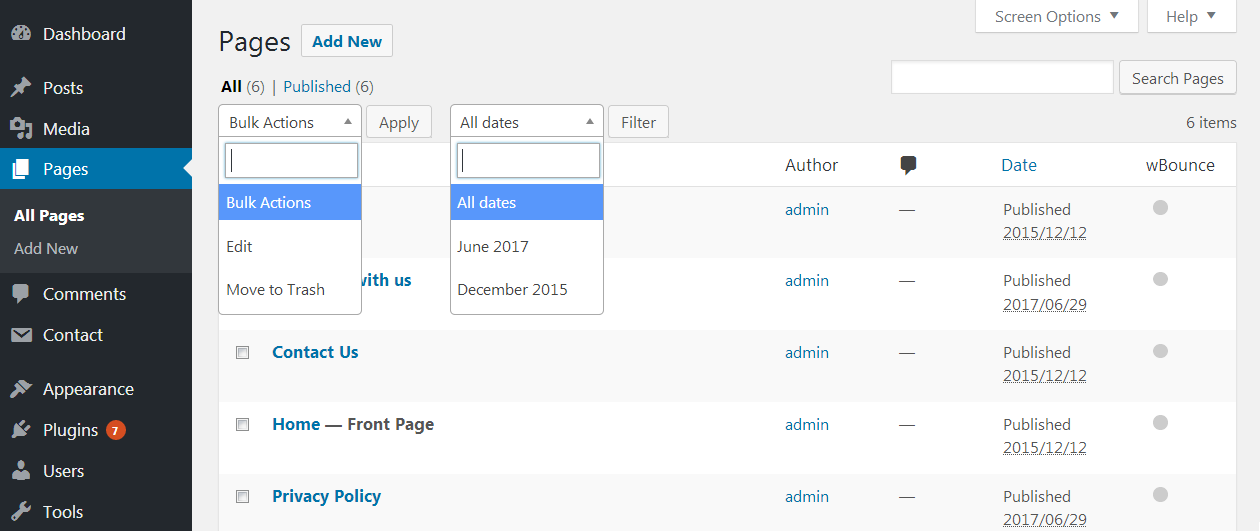 Dashboard
Posts
Media
Pages
All Pages
Add New
Comments
Contact
Appearance
Plugins 7
Users
Tools
Screen Options
Help
Pages Add New
All (6) | Published (6)
Search Pages
Bulk Actions Apply All dates Filter 6 items
Bulk Actions
Edit
Move to Trash
All dates
June 2017
December 2015
Author Date wBounce
admin — Published
2015/12/12
with us admin — Published
2017/06/29
Contact Us admin — Published
2015/12/12
Home — Front Page admin — Published
2015/12/12
Privacy Policy admin — Published
2017/06/29